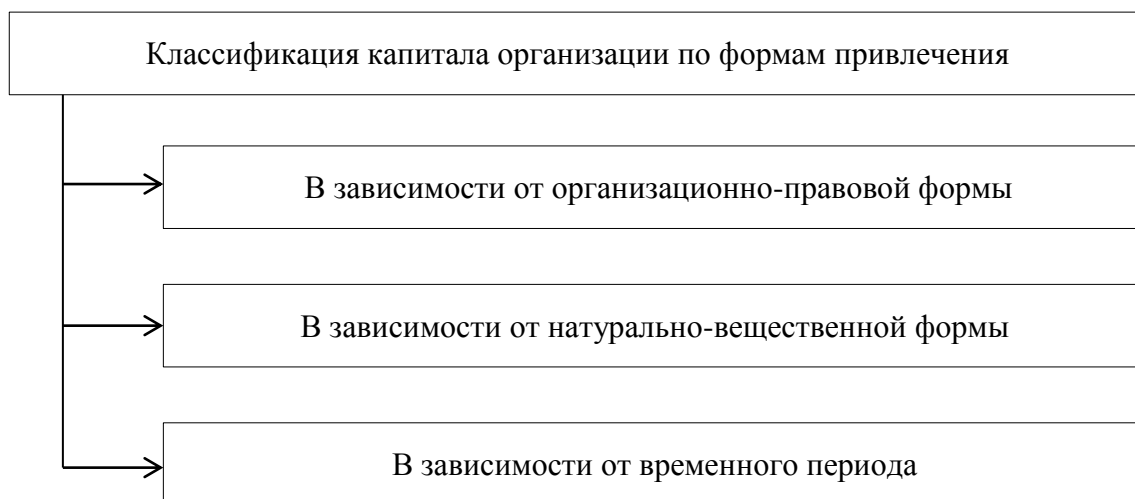 Классификация капитала организации по формам привлечения
В зависимости от организационно-правовой формы
В зависимости от натурально-вещественной формы
В зависимости от временного периода